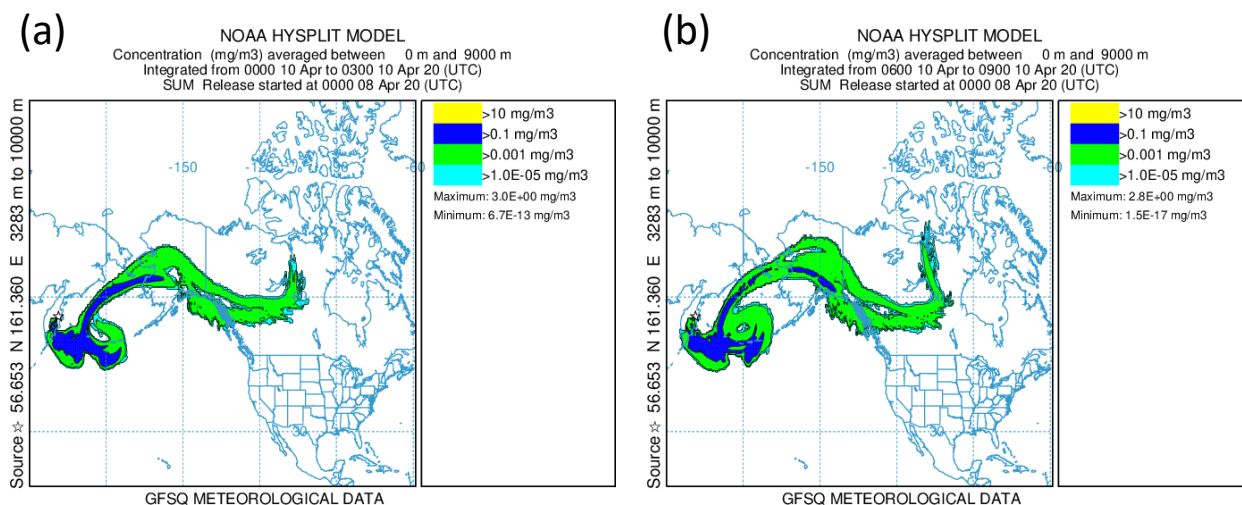 (a)
NOAA HYSPLIT MODEL
Concentration (mg/m3) averaged between 0 m and 9000 m
Integrated from 0000 10 Apr to 0300 10 Apr 20 (UTC)
SUM Release started at 0000 08 Apr 20 (UTC)
Source ☆ 56.653 N 161.360 E 3283 m to 10000 m
-150
-120
-90
-60
30
>10 mg/m3
>0.1 mg/m3
>0.001 mg/m3
>1.0E-05 mg/m3
Maximum: 3.0E+00 mg/m3
Minimum: 6.7E-13 mg/m3
GFSQ METEOROLOGICAL DATA
(b)
NOAA HYSPLIT MODEL
Concentration (mg/m3) averaged between 0 m and 9000 m
Integrated from 0600 10 Apr to 0900 10 Apr 20 (UTC)
SUM Release started at 0000 08 Apr 20 (UTC)
Source ☆ 56.653 N 161.360 E 3283 m to 10000 m
-150
-120
-90
-60
30
>10 mg/m3
>0.1 mg/m3
>0.001 mg/m3
>1.0E-05 mg/m3
Maximum: 2.8E+00 mg/m3
Minimum: 1.5E-17 mg/m3
GFSQ METEOROLOGICAL DATA